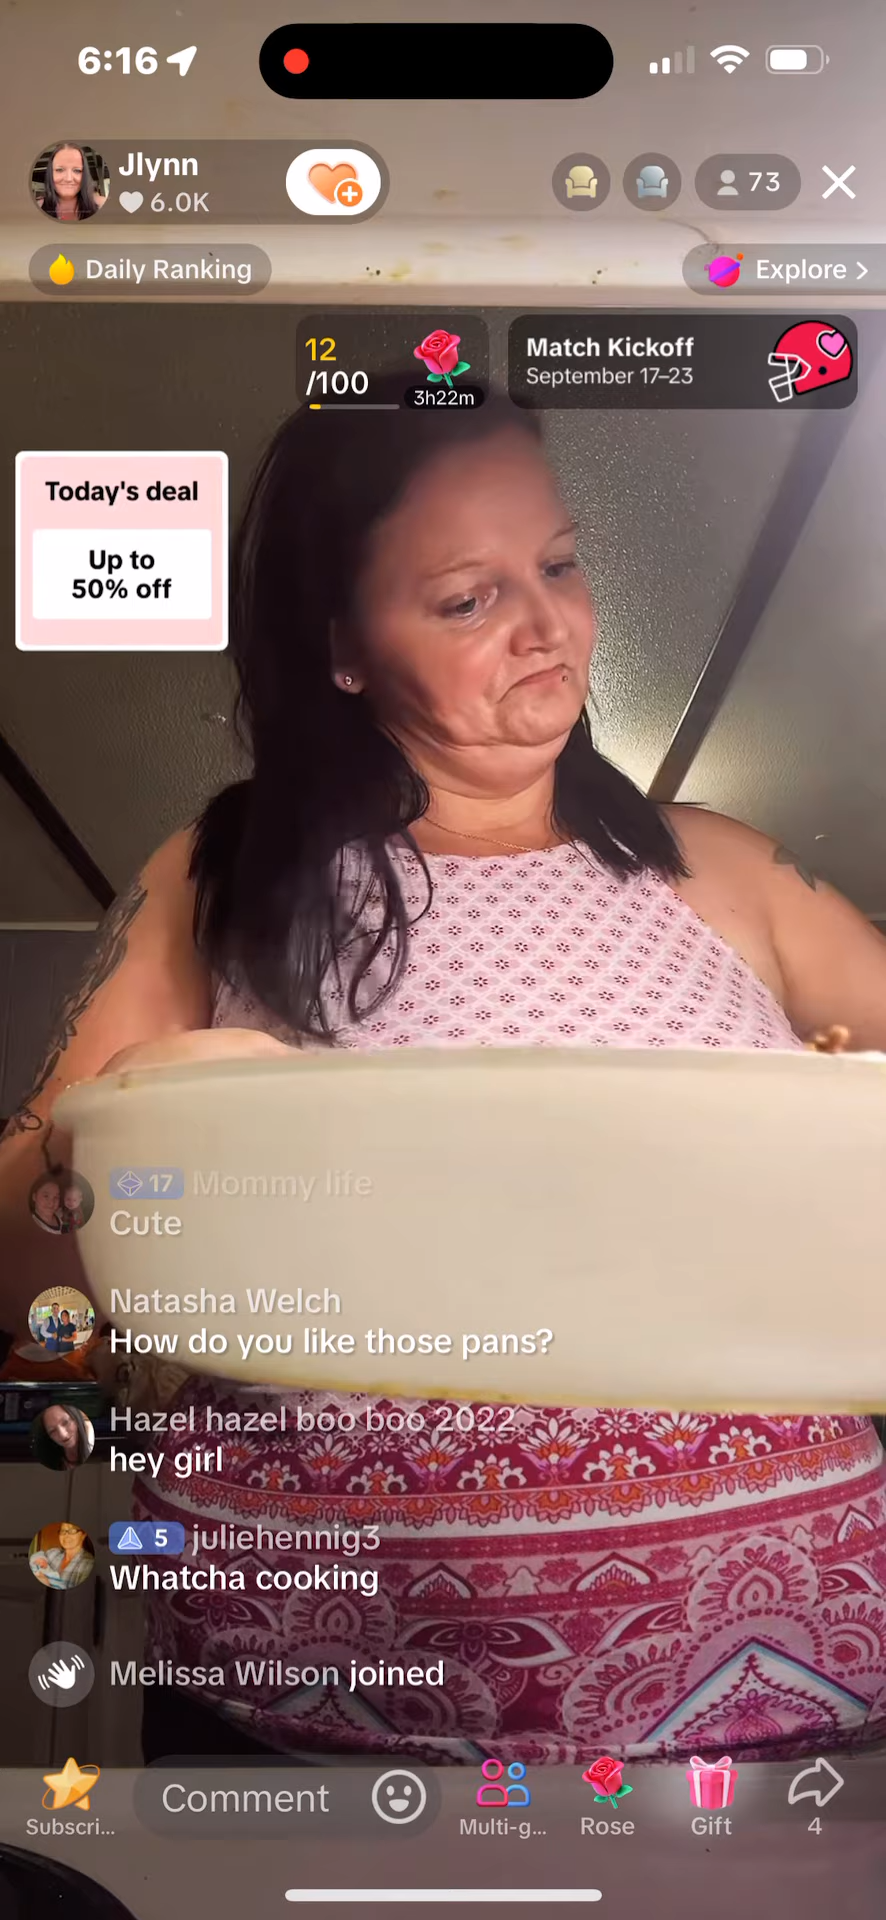 6:16
Jlynn
6.0K
73
Daily Ranking
Explore >
12
/100
3h22m
Match Kickoff
September 17–23
Today's deal
Up to
50% off
17 Mommy life
Cute
Natasha Welch
How do you like those pans?
Hazel hazel boo boo 2022
hey girl
5 juliehennig3
Whatcha cooking
Melissa Wilson joined
Comment
Subscri...
Multi-g...
Rose
Gift
4